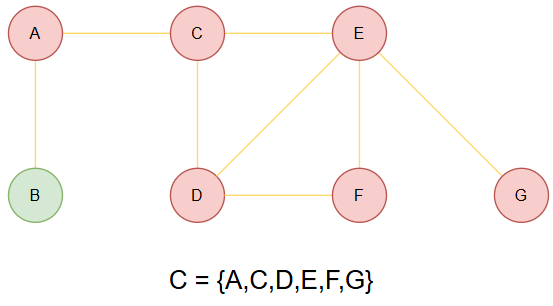 A C E
B D F G
C = {A,C,D,E,F,G}